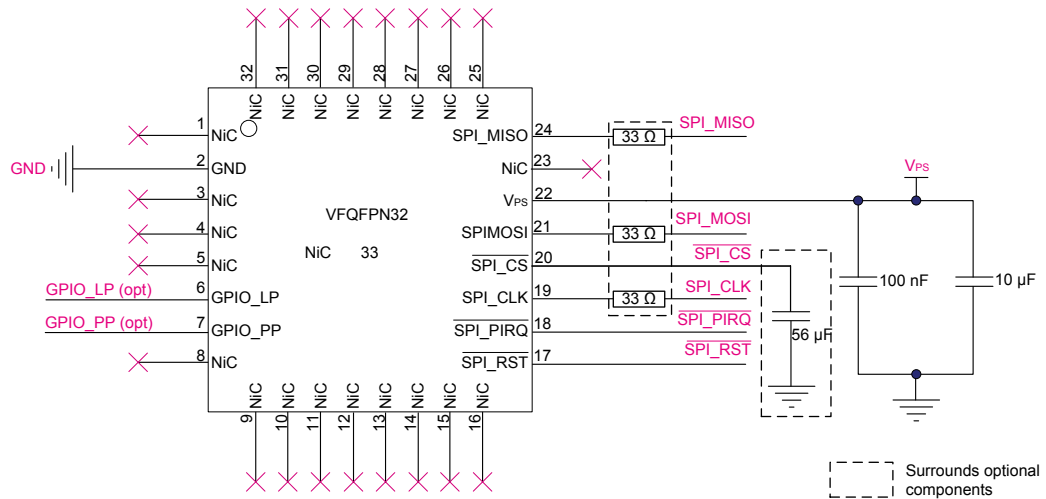 32 31 30 29 28 27 26 25
NiC NiC NiC NiC NiC NiC NiC NiC
1 NiC
GND 2 GND
3 NiC
4 NiC
5 NiC
GPIO_LP (opt) 6 GPIO_LP
GPIO_PP (opt) 7 GPIO_PP
8 NiC
VFQFPN32
NiC 33
SPI_MISO 24 33 Ω SPI_MISO
NiC 23
VPS 22
VPS
SPIMOSI 21 33 Ω SPI_MOSI
SPI_CS 20 SPI_CS
SPI_CLK 19 33 Ω SPI_CLK
SPI_PIRQ 18 SPI_PIRQ
SPI_RST 17 SPI_RST
56 µF
100 nF
10 µF
NiC NiC NiC NiC NiC NiC NiC NiC
9 10 11 12 13 14 15 16
Surrounds optional
components